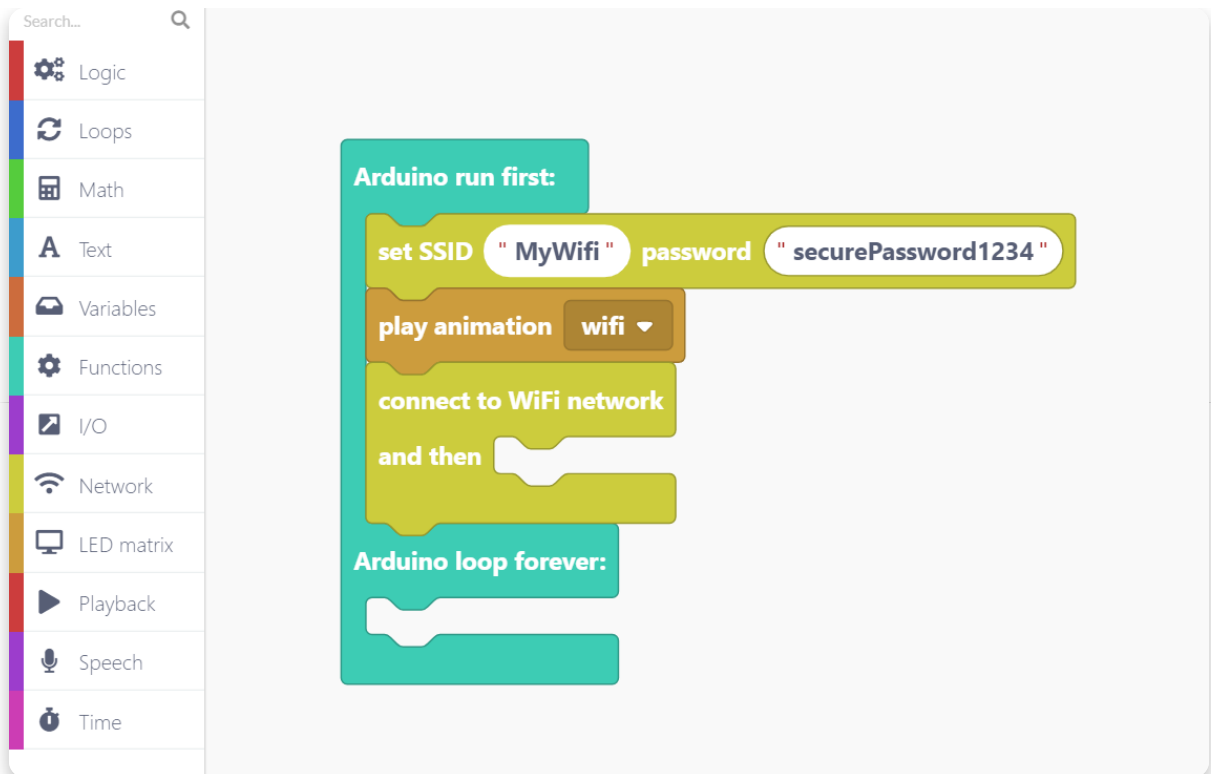 Search...
Logic
Loops
Math
Text
Variables
Functions
I/O
Network
LED matrix
Playback
Speech
Time
Arduino run first:
set SSID " MyWifi " password " securePassword1234 "
play animation wifi
connect to WiFi network
and then
Arduino loop forever: